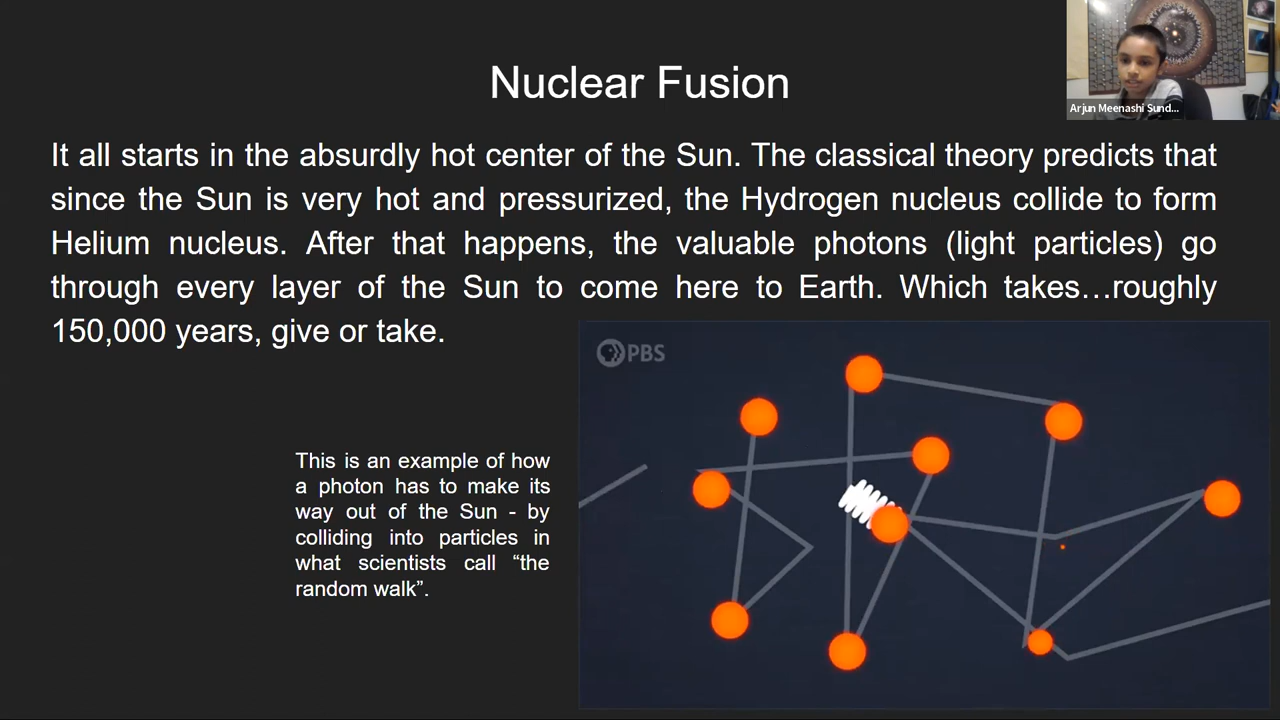 Nuclear Fusion
Arjun Meenashi Sund...
It all starts in the absurdly hot center of the Sun. The classical theory predicts that
since the Sun is very hot and pressurized, the Hydrogen nucleus collide to form
Helium nucleus. After that happens, the valuable photons (light particles) go
through every layer of the Sun to come here to Earth. Which takes…roughly
150,000 years, give or take.
PBS
This is an example of how
a photon has to make its
way out of the Sun - by
colliding into particles in
what scientists call “the
random walk”.